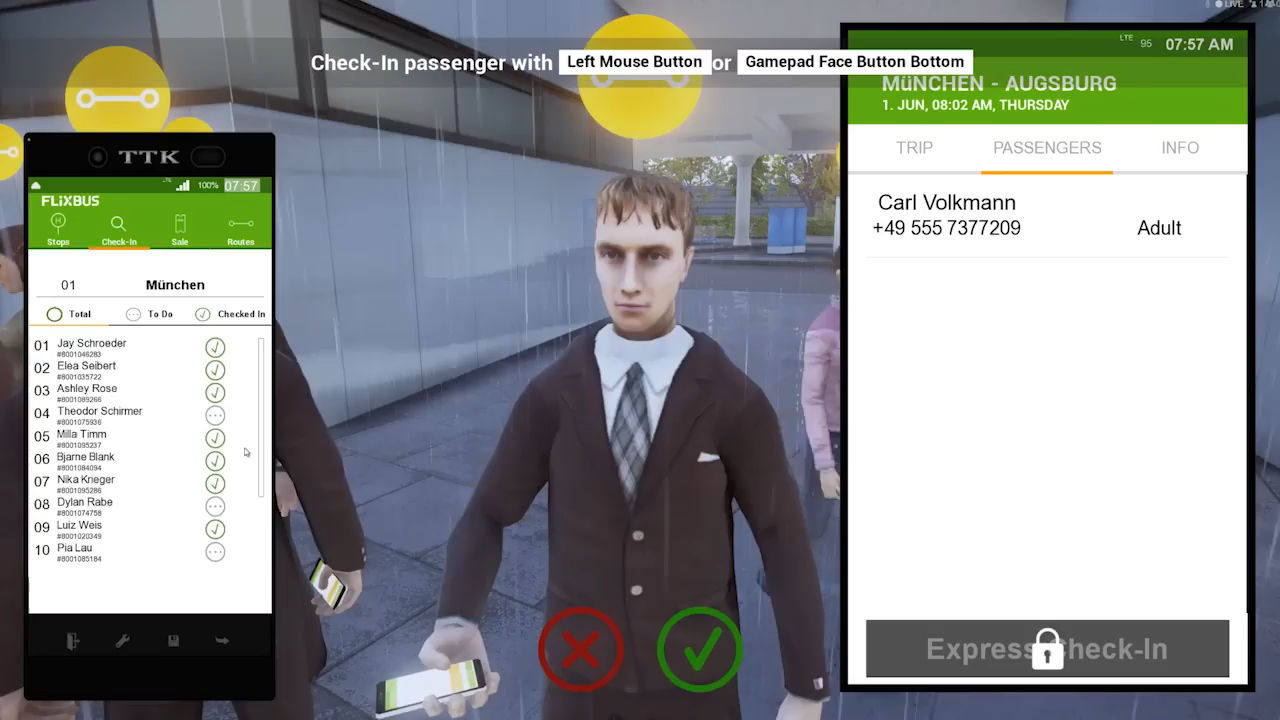 LIVE
Check-In passenger with Left Mouse Button or Gamepad Face Button Bottom
TTK
100% 07:57
FLiXBUS
Stops Check-In Sale Routes
01 München
Total To Do Checked In
01 Jay Schroeder
#8001046283
02 Elea Seibert
#8001035722
03 Ashley Rose
#8001089266
04 Theodor Schirmer
#8001075936
05 Milla Timm
#8001095237
06 Bjarne Blank
#8001084094
07 Nika Krieger
#8001095286
08 Dylan Rabe
#8001074758
09 Luiz Weis
#8001020349
10 Pia Lau
#8001085184
LTE 95 07:57 AM
MüNCHEN - AUGSBURG
1. JUN, 08:02 AM, THURSDAY
TRIP PASSENGERS INFO
Carl Volkmann
+49 555 7377209 Adult
Express Check-In